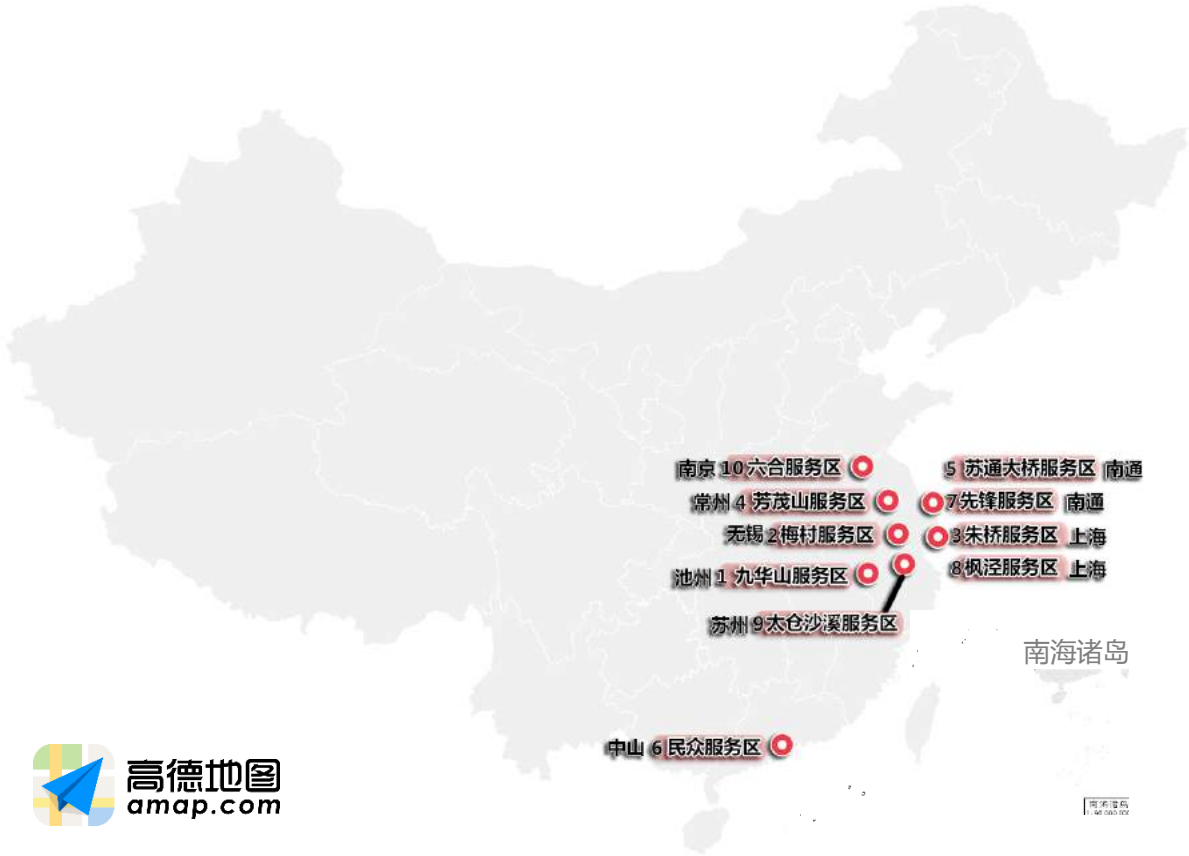 南京 10 六合服务区
5 苏通大桥服务区 南通
常州 4 芳茂山服务区
7 先锋服务区 南通
无锡 2 梅村服务区
3 朱桥服务区 上海
池州 1 九华山服务区
8 枫泾服务区 上海
苏州 9 太仓沙溪服务区
南海诸岛
中山 6 民众服务区
高德地图
amap.com
南海诸岛